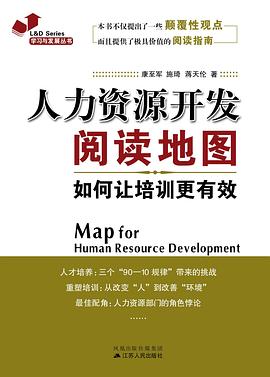 L&D Series
学习与发展丛书
本书不仅提出了一些 颠覆性观点
而且提供了极具价值的 阅读指南
康至军 施琦 蒋天伦 著
人力资源开发
阅读地图
如何让培训更有效
Map for
Human Resource Development
人才培养：三个“90—10规律”带来的挑战
重塑培训：从改变“人”到改善“环境”
最佳配角：人力资源部门的角色悖论
……
凤凰出版传媒集团
江苏人民出版社